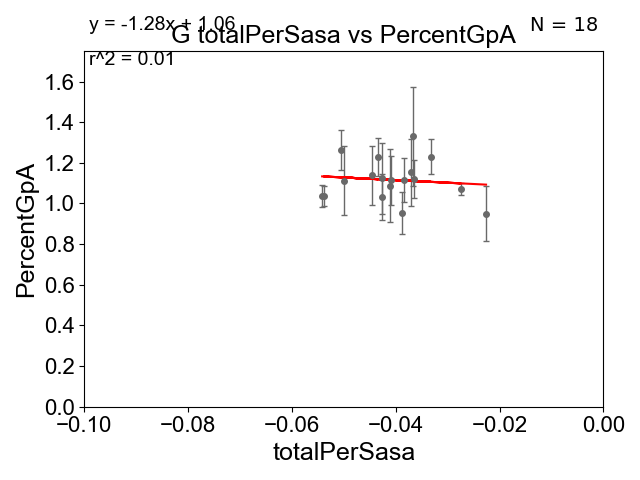 y = -1.28x + 1.06
N = 18
G totalPerSasa vs PercentGpA
r^2 = 0.01
PercentGpA
1.6
1.4
1.2
1.0
0.8
0.6
0.4
0.2
0.0
−0.10
−0.08
−0.06
−0.04
−0.02
0.00
totalPerSasa